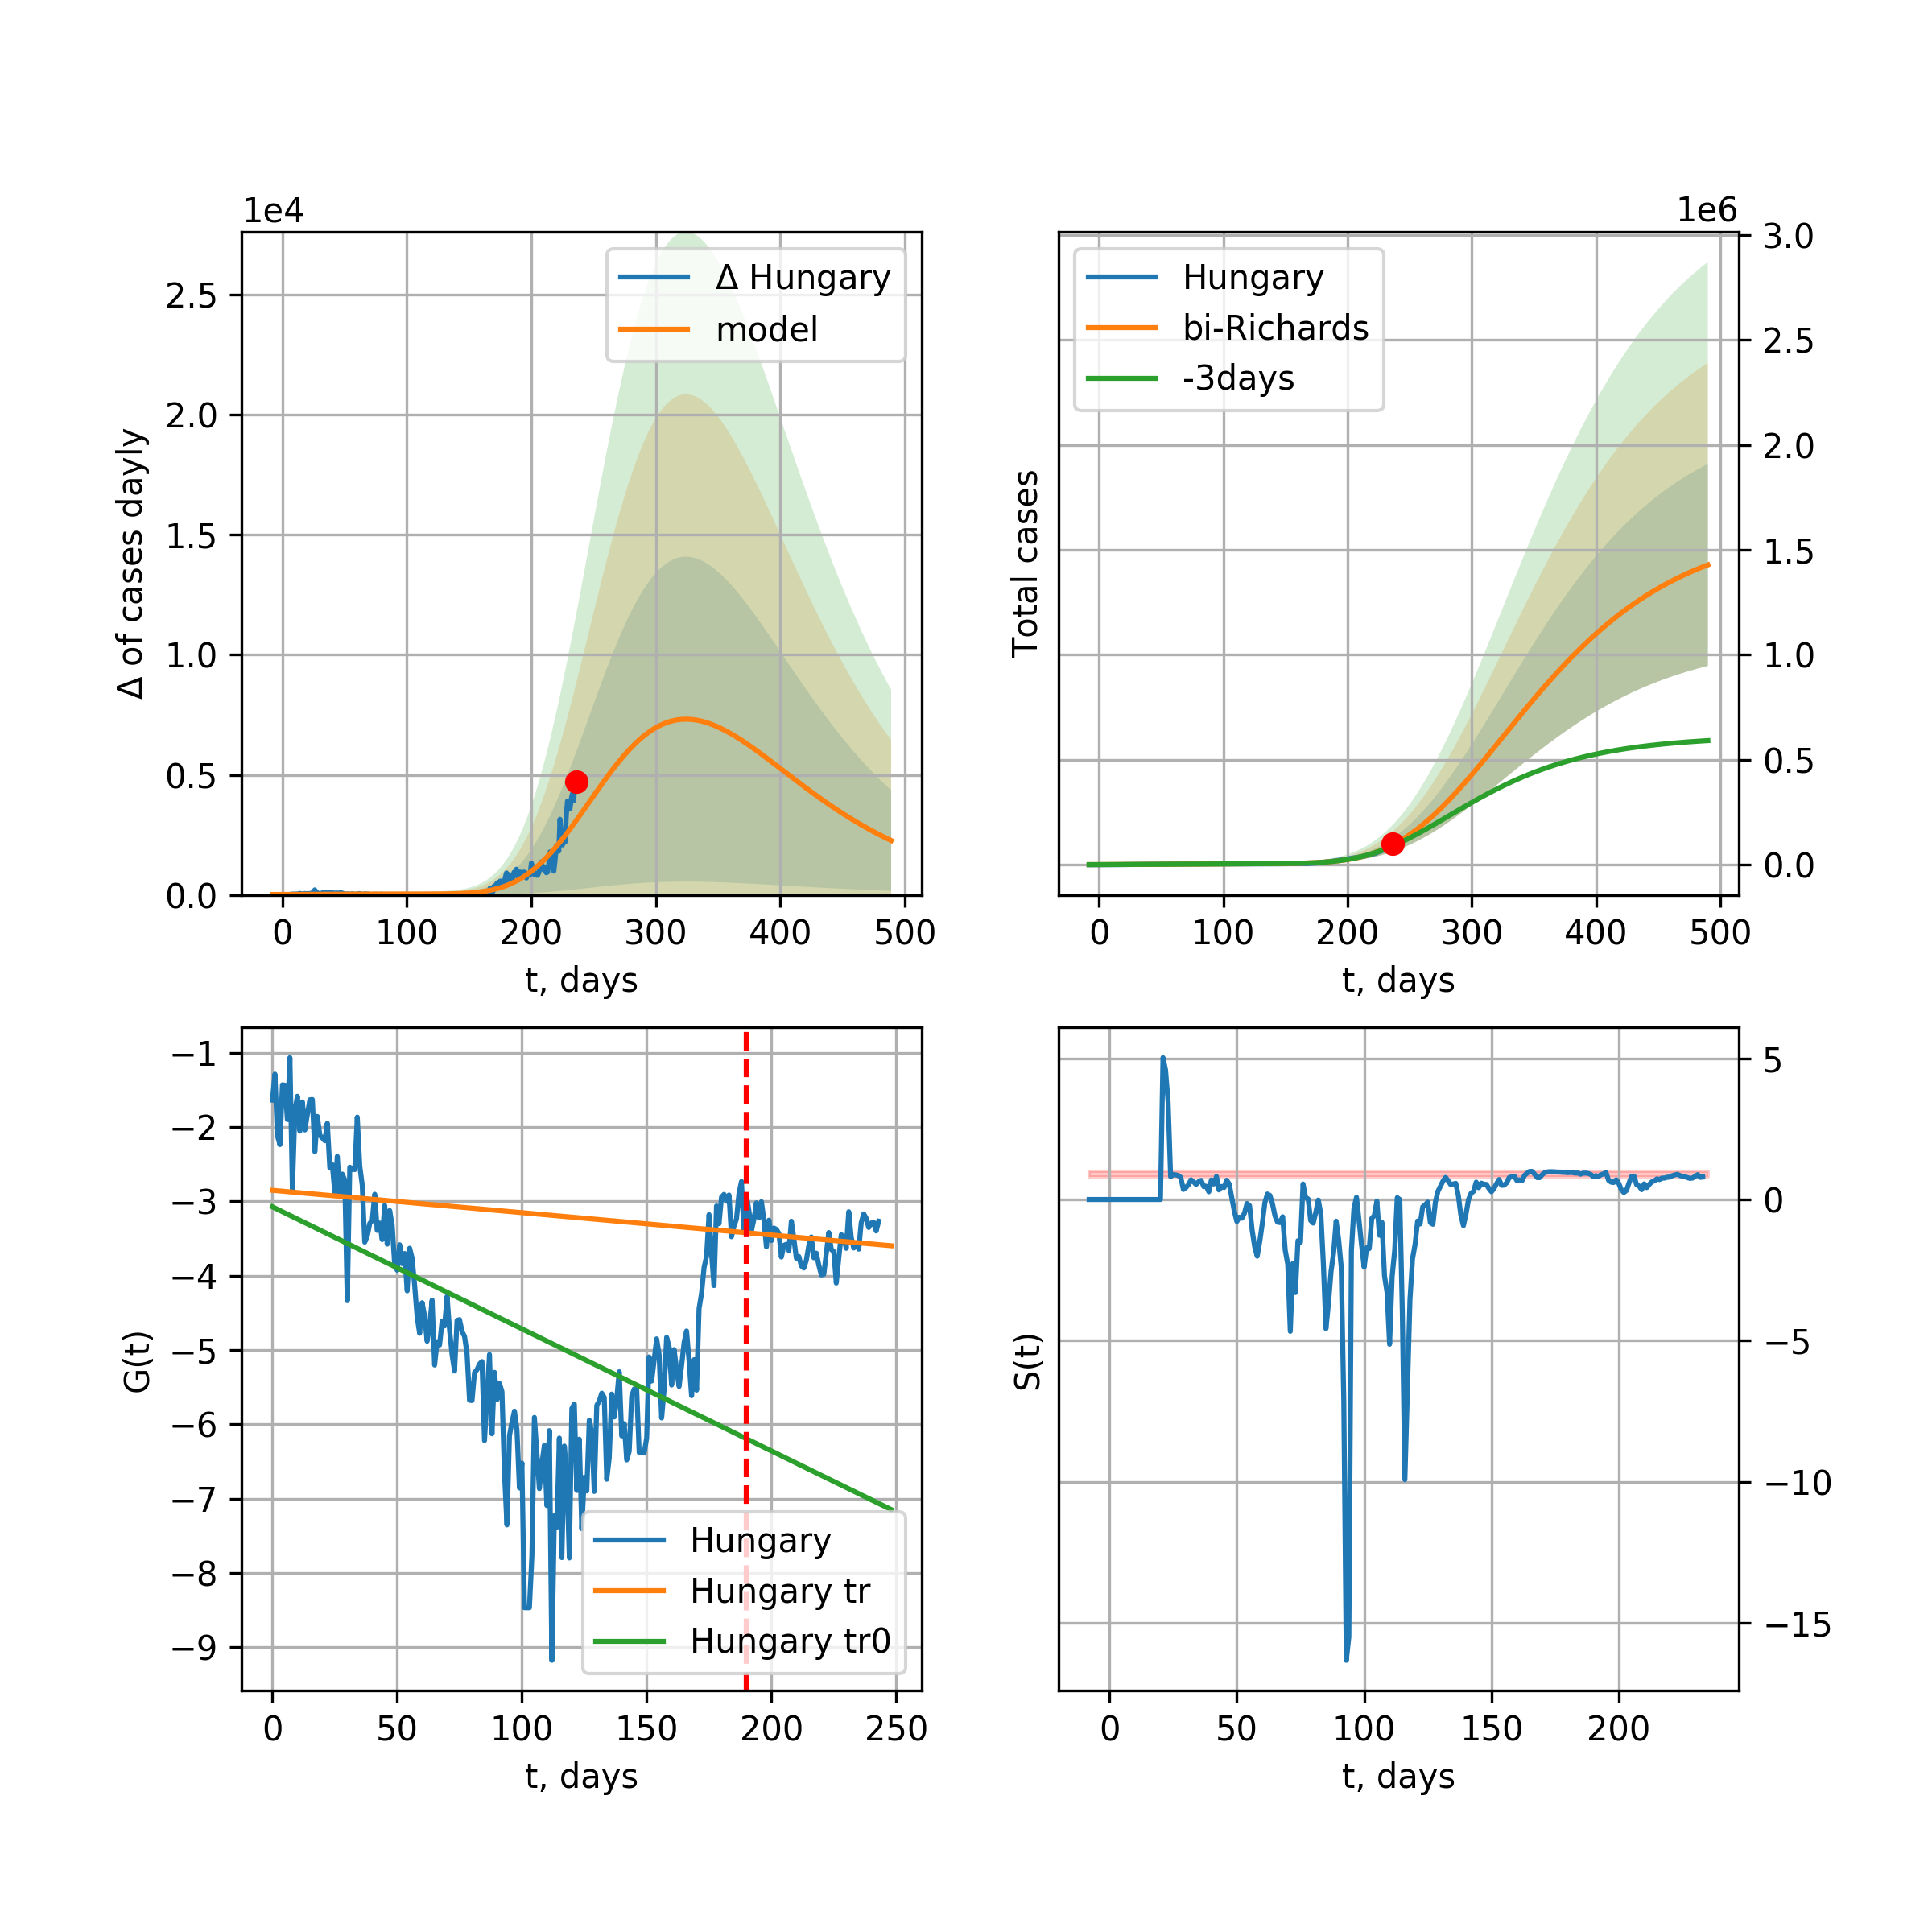 1e4
2.5
2.0
1.5
1.0
0.5
0.0
Δ of cases dayly
Δ Hungary
model
0 100 200 300 400 500
t, days
1e6
3.0
2.5
2.0
1.5
1.0
0.5
0.0
Total cases
Hungary
bi-Richards
-3days
0 100 200 300 400 500
t, days
−1
−2
−3
−4
−5
−6
−7
−8
−9
G(t)
Hungary
Hungary tr
Hungary tr0
0 50 100 150 200 250
t, days
5
0
−5
−10
−15
S(t)
0 50 100 150 200
t, days